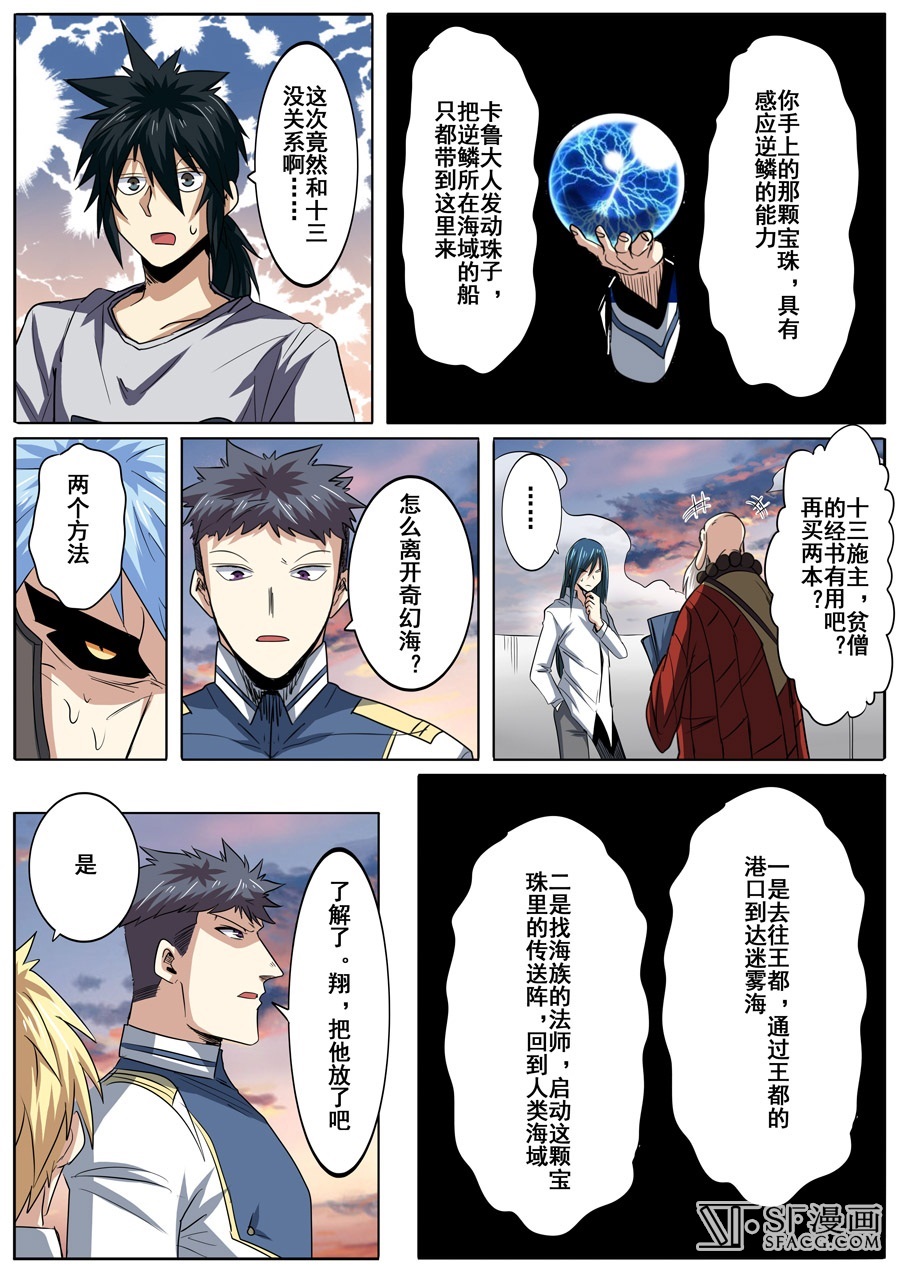 你手上的那颗宝珠，具有
感应逆鳞的能力
卡鲁大人发动珠子，
把逆鳞所在海域的船
只都带到这里来
这次竟然和十三
没关系啊……
十三施主，贫僧
的经书有用吧？
再买两本？
……
怎么离开奇幻海？
两个方法
一是去往王都，通过王都的
港口到达迷雾海
二是找海族的法师，启动这颗宝
珠里的传送阵，回到人类海域
了解了。翔，把他放了吧
是
SF漫画
SFACG.COM